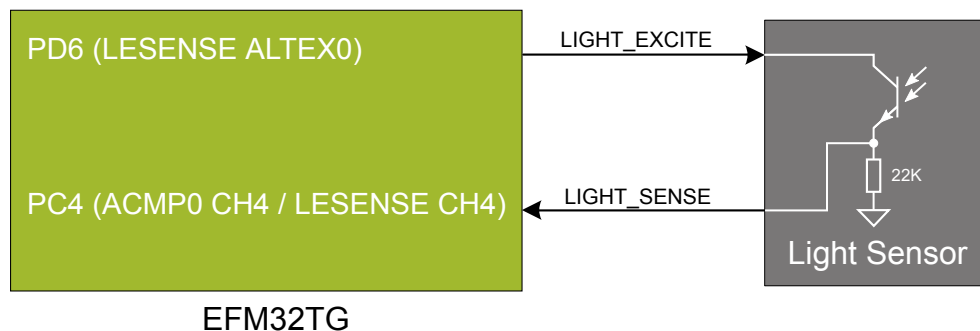 PD6 (LESENSE ALTEX0)
LIGHT_EXCITE
22K
PC4 (ACMP0 CH4 / LESENSE CH4)
LIGHT_SENSE
Light Sensor
EFM32TG